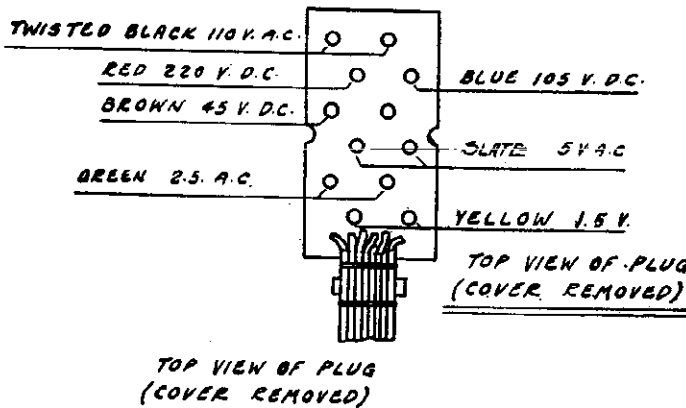 TWISTED BLACK 110 V. A.C.
RED 220 V. D.C.
BLUE 105 V. D.C.
BROWN 45 V. D.C.
SLATE 5 V A.C
GREEN 2.5. A.C.
YELLOW 1.5 V.
TOP VIEW OF PLUG
(COVER REMOVED)
TOP VIEW OF PLUG
(COVER REMOVED)